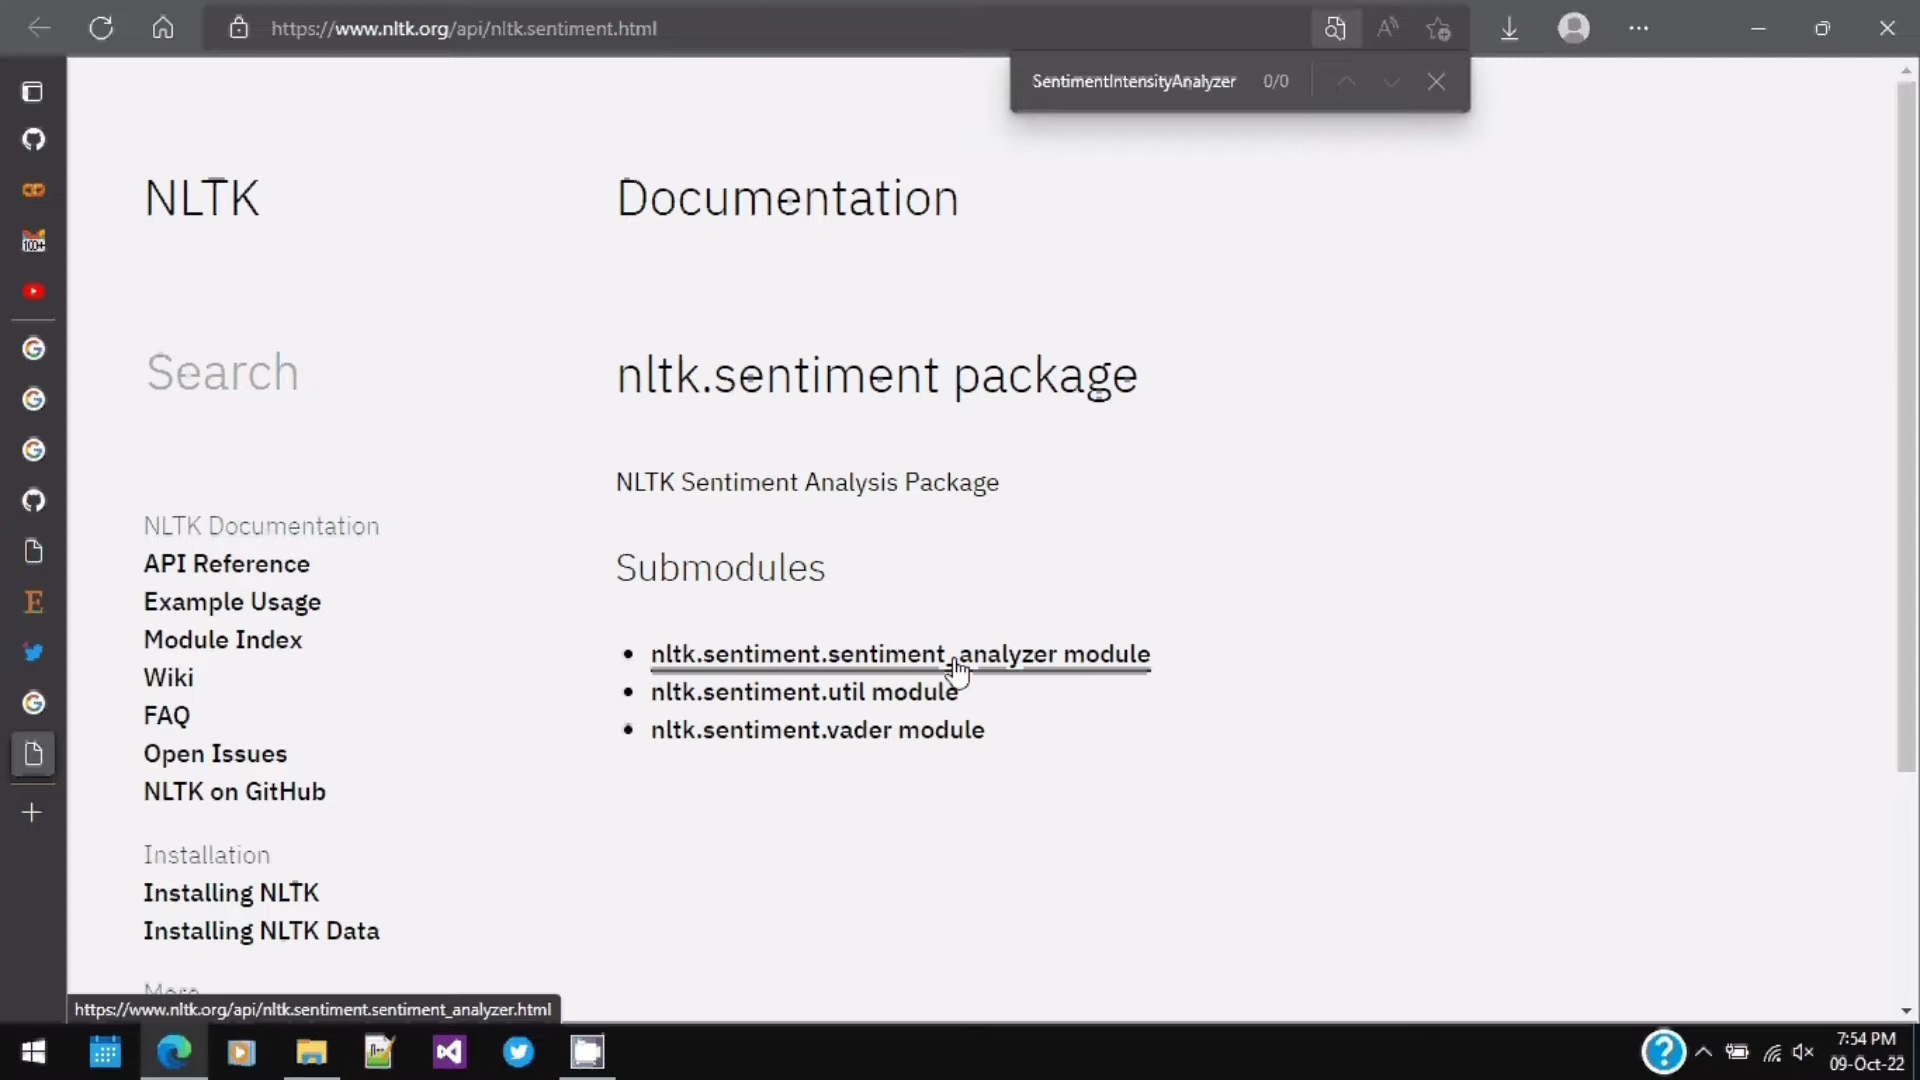 https://www.nltk.org/api/nltk.sentiment.html
SentimentIntensityAnalyzer 0/0
NLTK
Documentation
Search
nltk.sentiment package
NLTK Sentiment Analysis Package
Submodules
nltk.sentiment.sentiment_analyzer module
nltk.sentiment.util module
nltk.sentiment.vader module
NLTK Documentation
API Reference
Example Usage
Module Index
Wiki
FAQ
Open Issues
NLTK on GitHub
Installation
Installing NLTK
Installing NLTK Data
More
https://www.nltk.org/api/nltk.sentiment.sentiment_analyzer.html
100+
7:54 PM
09-Oct-22